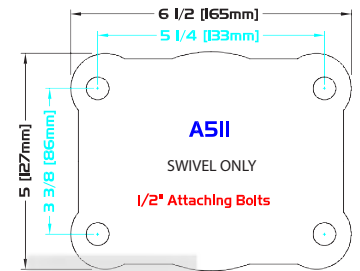 6 1/2 [165mm]
5 1/4 [133mm]
5 [127mm]
3 3/8 [86mm]
A511
SWIVEL ONLY
1/2" Attaching Bolts